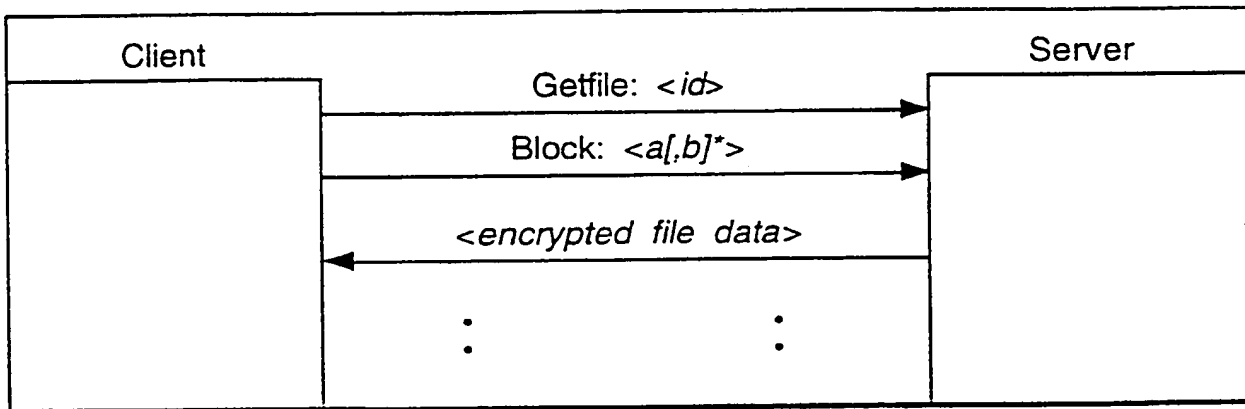 Client
Server
Getfile: <id>
Block: <a[,b]*>
<encrypted file data>